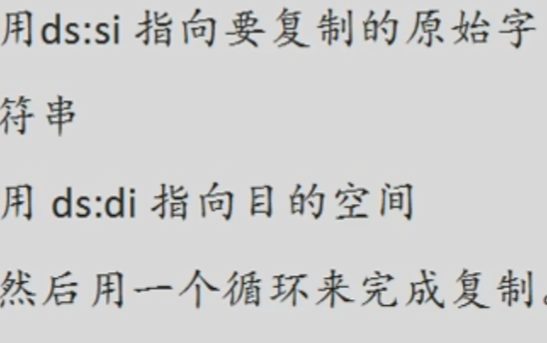 用ds:si 指向要复制的原始字
符串
用 ds:di 指向目的空间
然后用一个循环来完成复制。